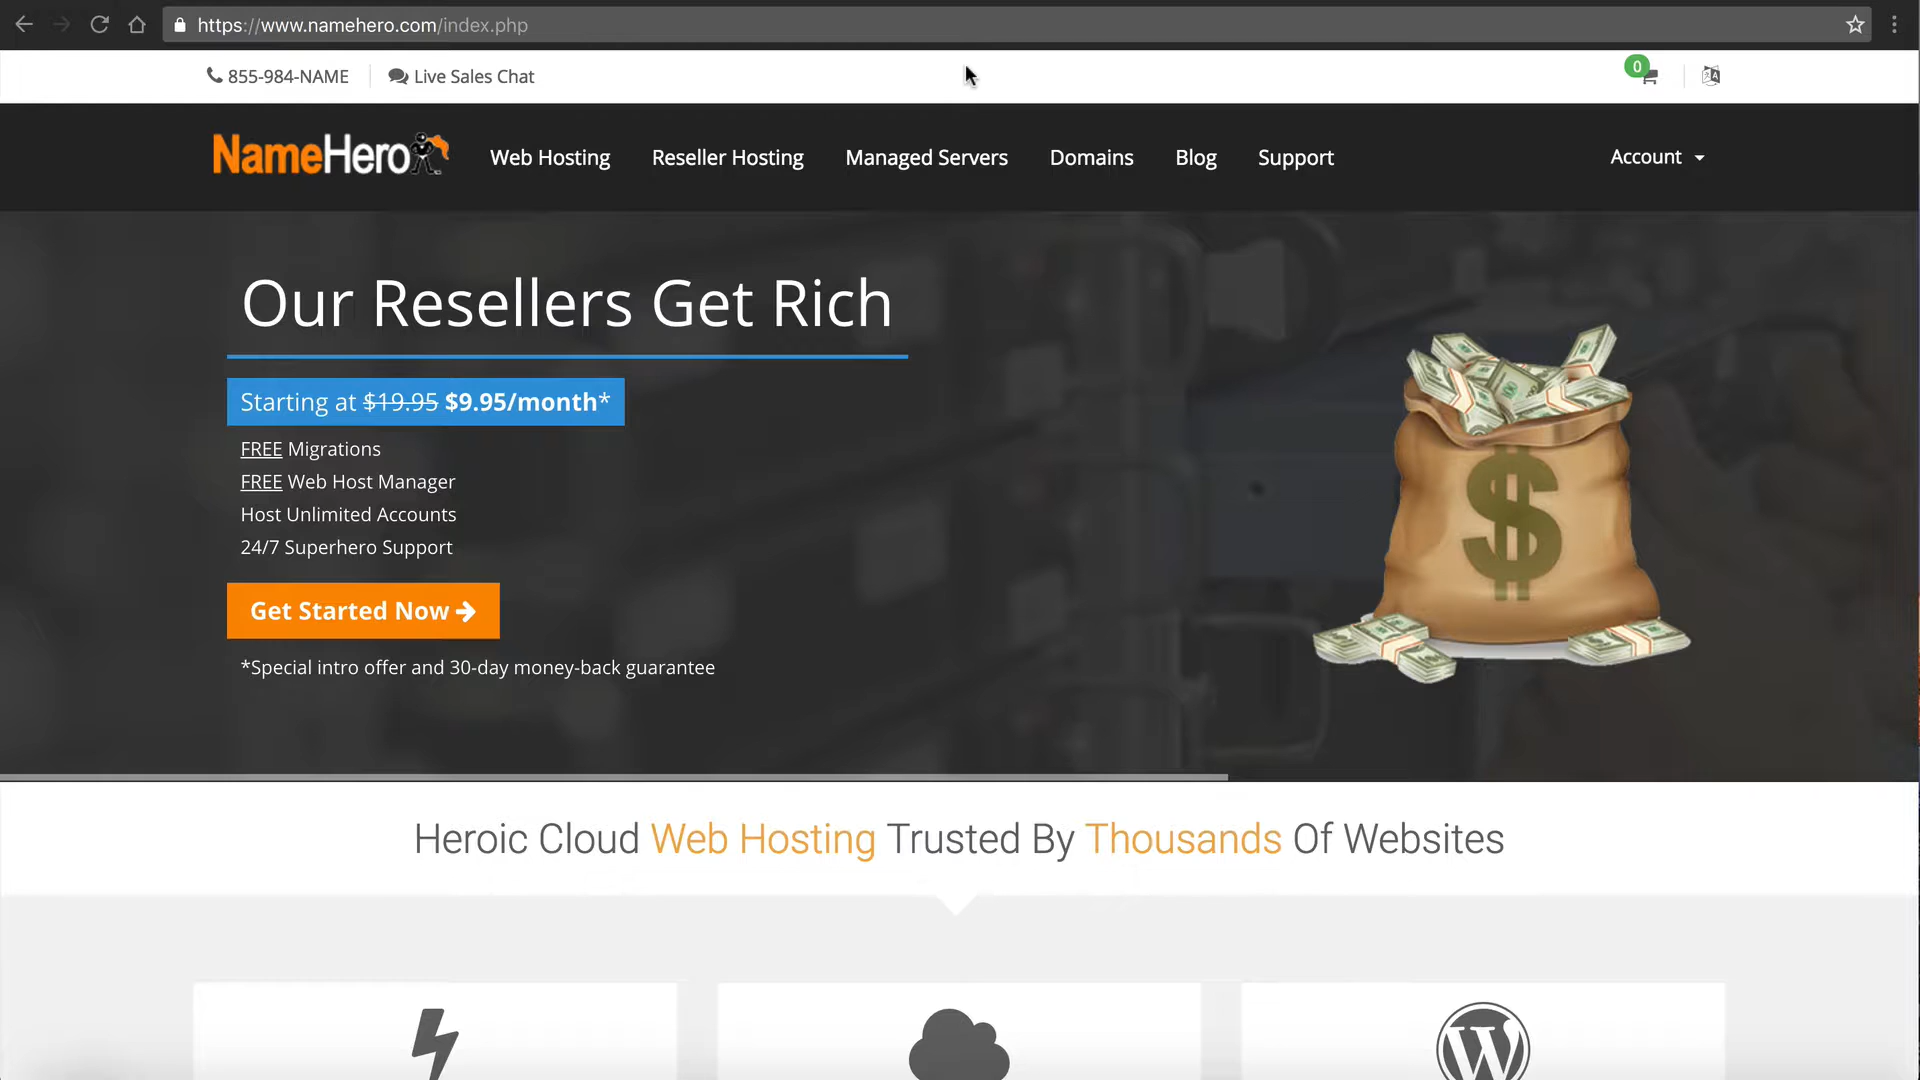 https://www.namehero.com/index.php
855-984-NAME
Live Sales Chat
0
NameHero
Web Hosting
Reseller Hosting
Managed Servers
Domains
Blog
Support
Account
Our Resellers Get Rich
Starting at $19.95 $9.95/month*
FREE Migrations
FREE Web Host Manager
Host Unlimited Accounts
24/7 Superhero Support
Get Started Now
*Special intro offer and 30-day money-back guarantee
$
Heroic Cloud Web Hosting Trusted By Thousands Of Websites